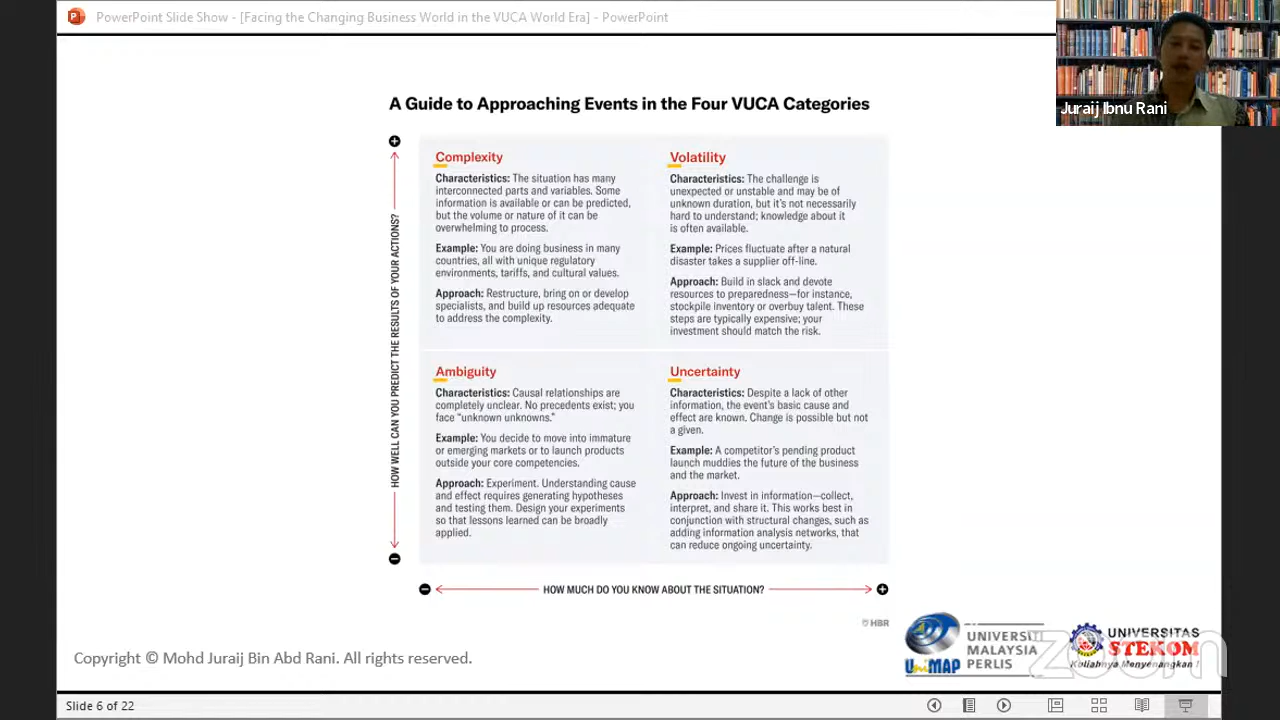 PowerPoint Slide Show - [Facing the Changing Business World in the VUCA World Era] - PowerPoint
Juraij Ibnu Rani
A Guide to Approaching Events in the Four VUCA Categories
HOW WELL CAN YOU PREDICT THE RESULTS OF YOUR ACTIONS?
Complexity
Characteristics: The situation has many
interconnected parts and variables. Some
information is available or can be predicted,
but the volume or nature of it can be
overwhelming to process.
Example: You are doing business in many
countries, all with unique regulatory
environments, tariffs, and cultural values.
Approach: Restructure, bring on or develop
specialists, and build up resources adequate
to address the complexity.
Volatility
Characteristics: The challenge is
unexpected or unstable and may be of
unknown duration, but it's not necessarily
hard to understand; knowledge about it
is often available.
Example: Prices fluctuate after a natural
disaster takes a supplier off-line.
Approach: Build in slack and devote
resources to preparedness—for instance,
stockpile inventory or overbuy talent. These
steps are typically expensive; your
investment should match the risk.
Ambiguity
Characteristics: Causal relationships are
completely unclear. No precedents exist; you
face “unknown unknowns.”
Example: You decide to move into immature
or emerging markets or to launch products
outside your core competencies.
Approach: Experiment. Understanding cause
and effect requires generating hypotheses
and testing them. Design your experiments
so that lessons learned can be broadly
applied.
Uncertainty
Characteristics: Despite a lack of other
information, the event's basic cause and
effect are known. Change is possible but not
a given.
Example: A competitor's pending product
launch muddies the future of the business
and the market.
Approach: Invest in information—collect,
interpret, and share it. This works best in
conjunction with structural changes, such as
adding information analysis networks, that
can reduce ongoing uncertainty.
HOW MUCH DO YOU KNOW ABOUT THE SITUATION?
HBR
UniMAP
UNIVERSITI
MALAYSIA
PERLIS
UNIVERSITAS
STEKOM
Kuliahnya Menyenangkan !
zoom
Copyright © Mohd Juraij Bin Abd Rani. All rights reserved.
Slide 6 of 22